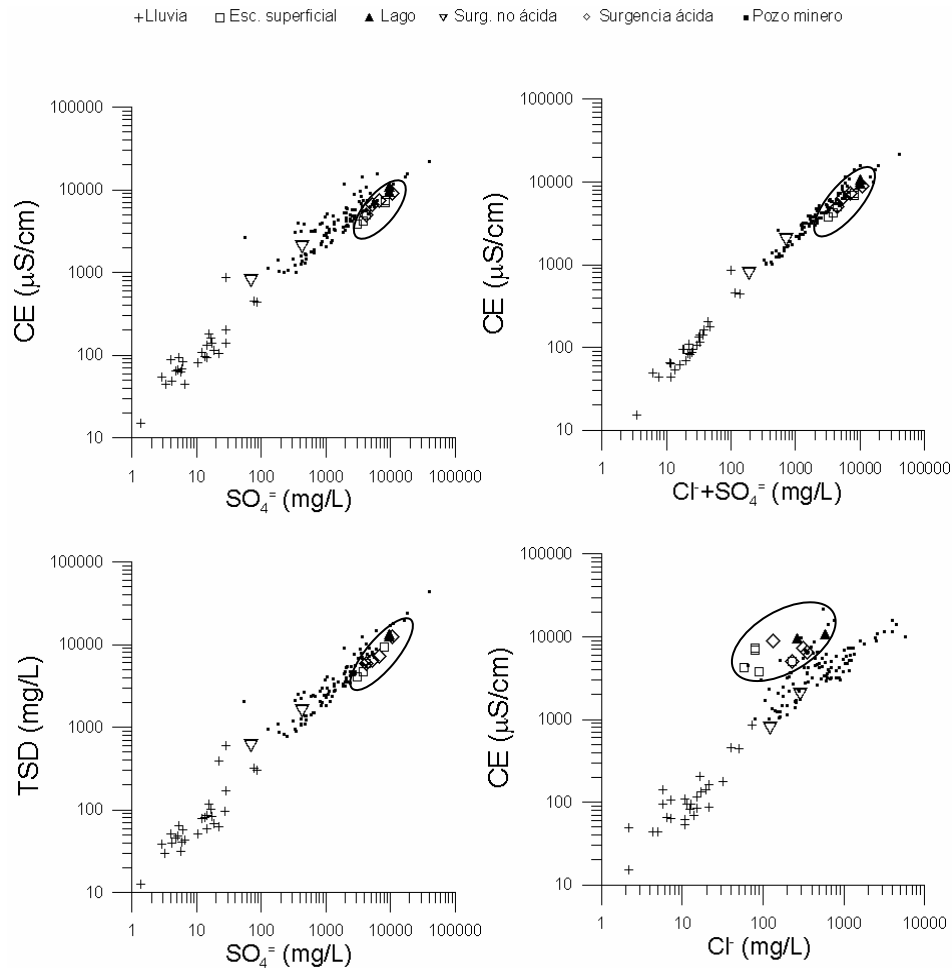 Lluvia Esc. superficial Lago Surg. no ácida Surgencia ácida Pozo minero
100000
10000
1000
100
10
CE (µS/cm)
1 10 100 1000 10000 100000
SO₄⁼ (mg/L)
100000
10000
1000
100
10
CE (µS/cm)
1 10 100 1000 10000 100000
Cl⁻+SO₄⁼ (mg/L)
100000
10000
1000
100
10
TSD (mg/L)
1 10 100 1000 10000 100000
SO₄⁼ (mg/L)
100000
10000
1000
100
10
CE (µS/cm)
1 10 100 1000 10000
Cl⁻ (mg/L)